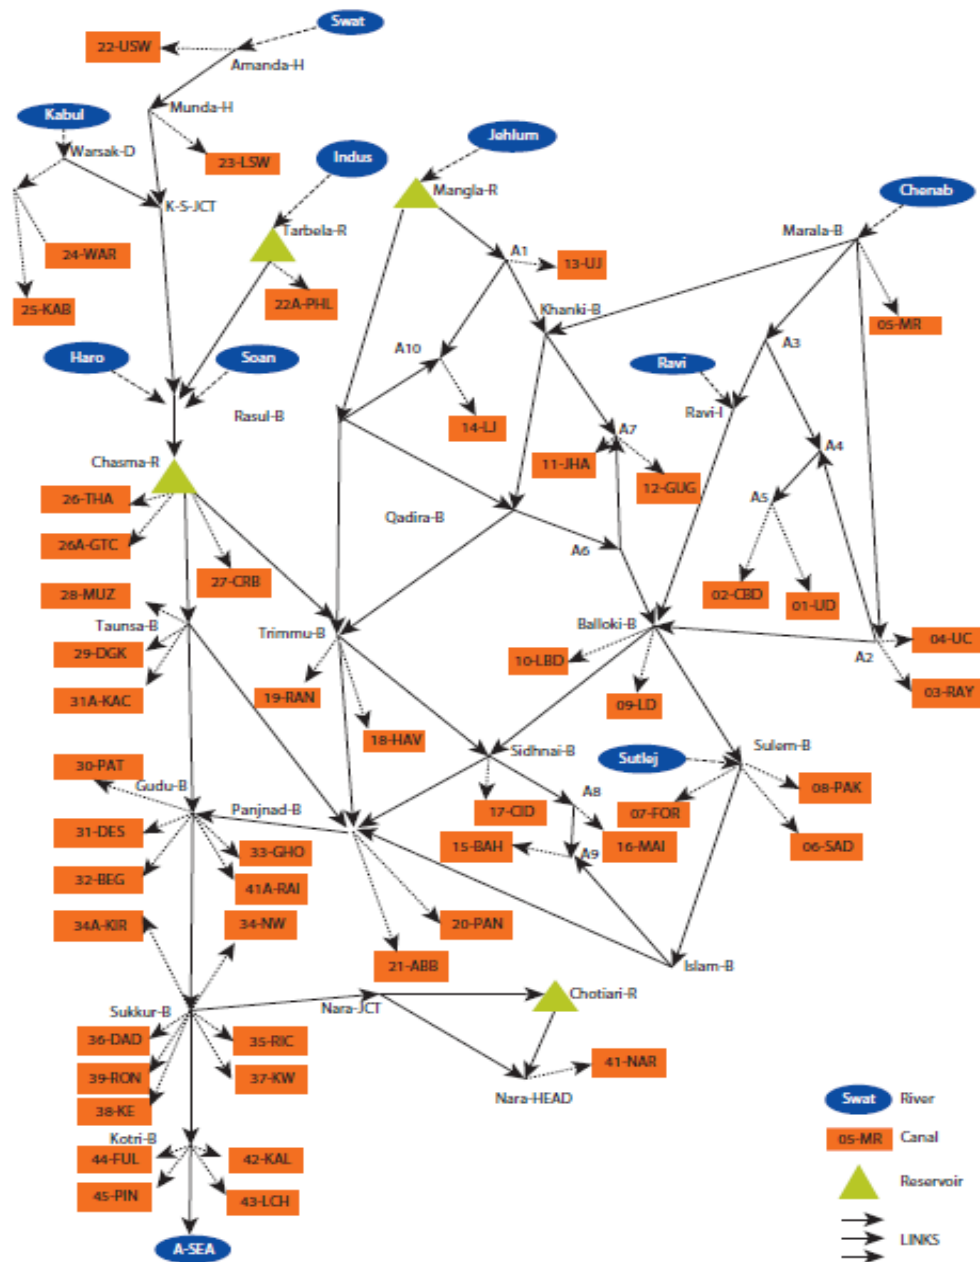 Swat
22-USW
Amanda-H
Munda-H
Kabul
Warsak-D
23-LSW
Indus
Jehlum
Mangla-R
Chenab
K-S-JCT
Tarbela-R
Marala-B
24-WAR
A1
13-UJ
22A-PHL
25-KAB
Khanki-B
05-MR
A3
Haro
Soan
A10
Ravi
Rasul-B
Ravi-I
14-LJ
A7
A4
Chasma-R
11-JHA
12-GUG
26-THA
A5
Qadira-B
26A-GTC
A6
27-CRB
02-CBD
28-MUZ
01-UD
Taunsa-B
Trimmu-B
Balloki-B
04-UC
29-DGK
10-LBD
A2
31A-KAC
19-RAN
09-LD
03-RAY
18-HAV
Sidhnai-B
Sutlej
Sulem-B
30-PAT
Gudu-B
Panjnad-B
A8
08-PAK
17-CID
07-FOR
31-DES
33-GHO
15-BAH
A9
16-MAI
06-SAD
32-BEG
41A-RAI
34A-KIR
34-NW
20-PAN
21-ABB
Islam-B
Chotiari-R
Sukkur-B
Nara-JCT
36-DAD
35-RIC
39-RON
37-KW
41-NAR
38-KE
Nara-HEAD
Swat
River
Kotri-B
44-FUL
42-KAL
05-MR
Canal
45-PIN
43-LCH
Reservoir
A-SEA
LINKS